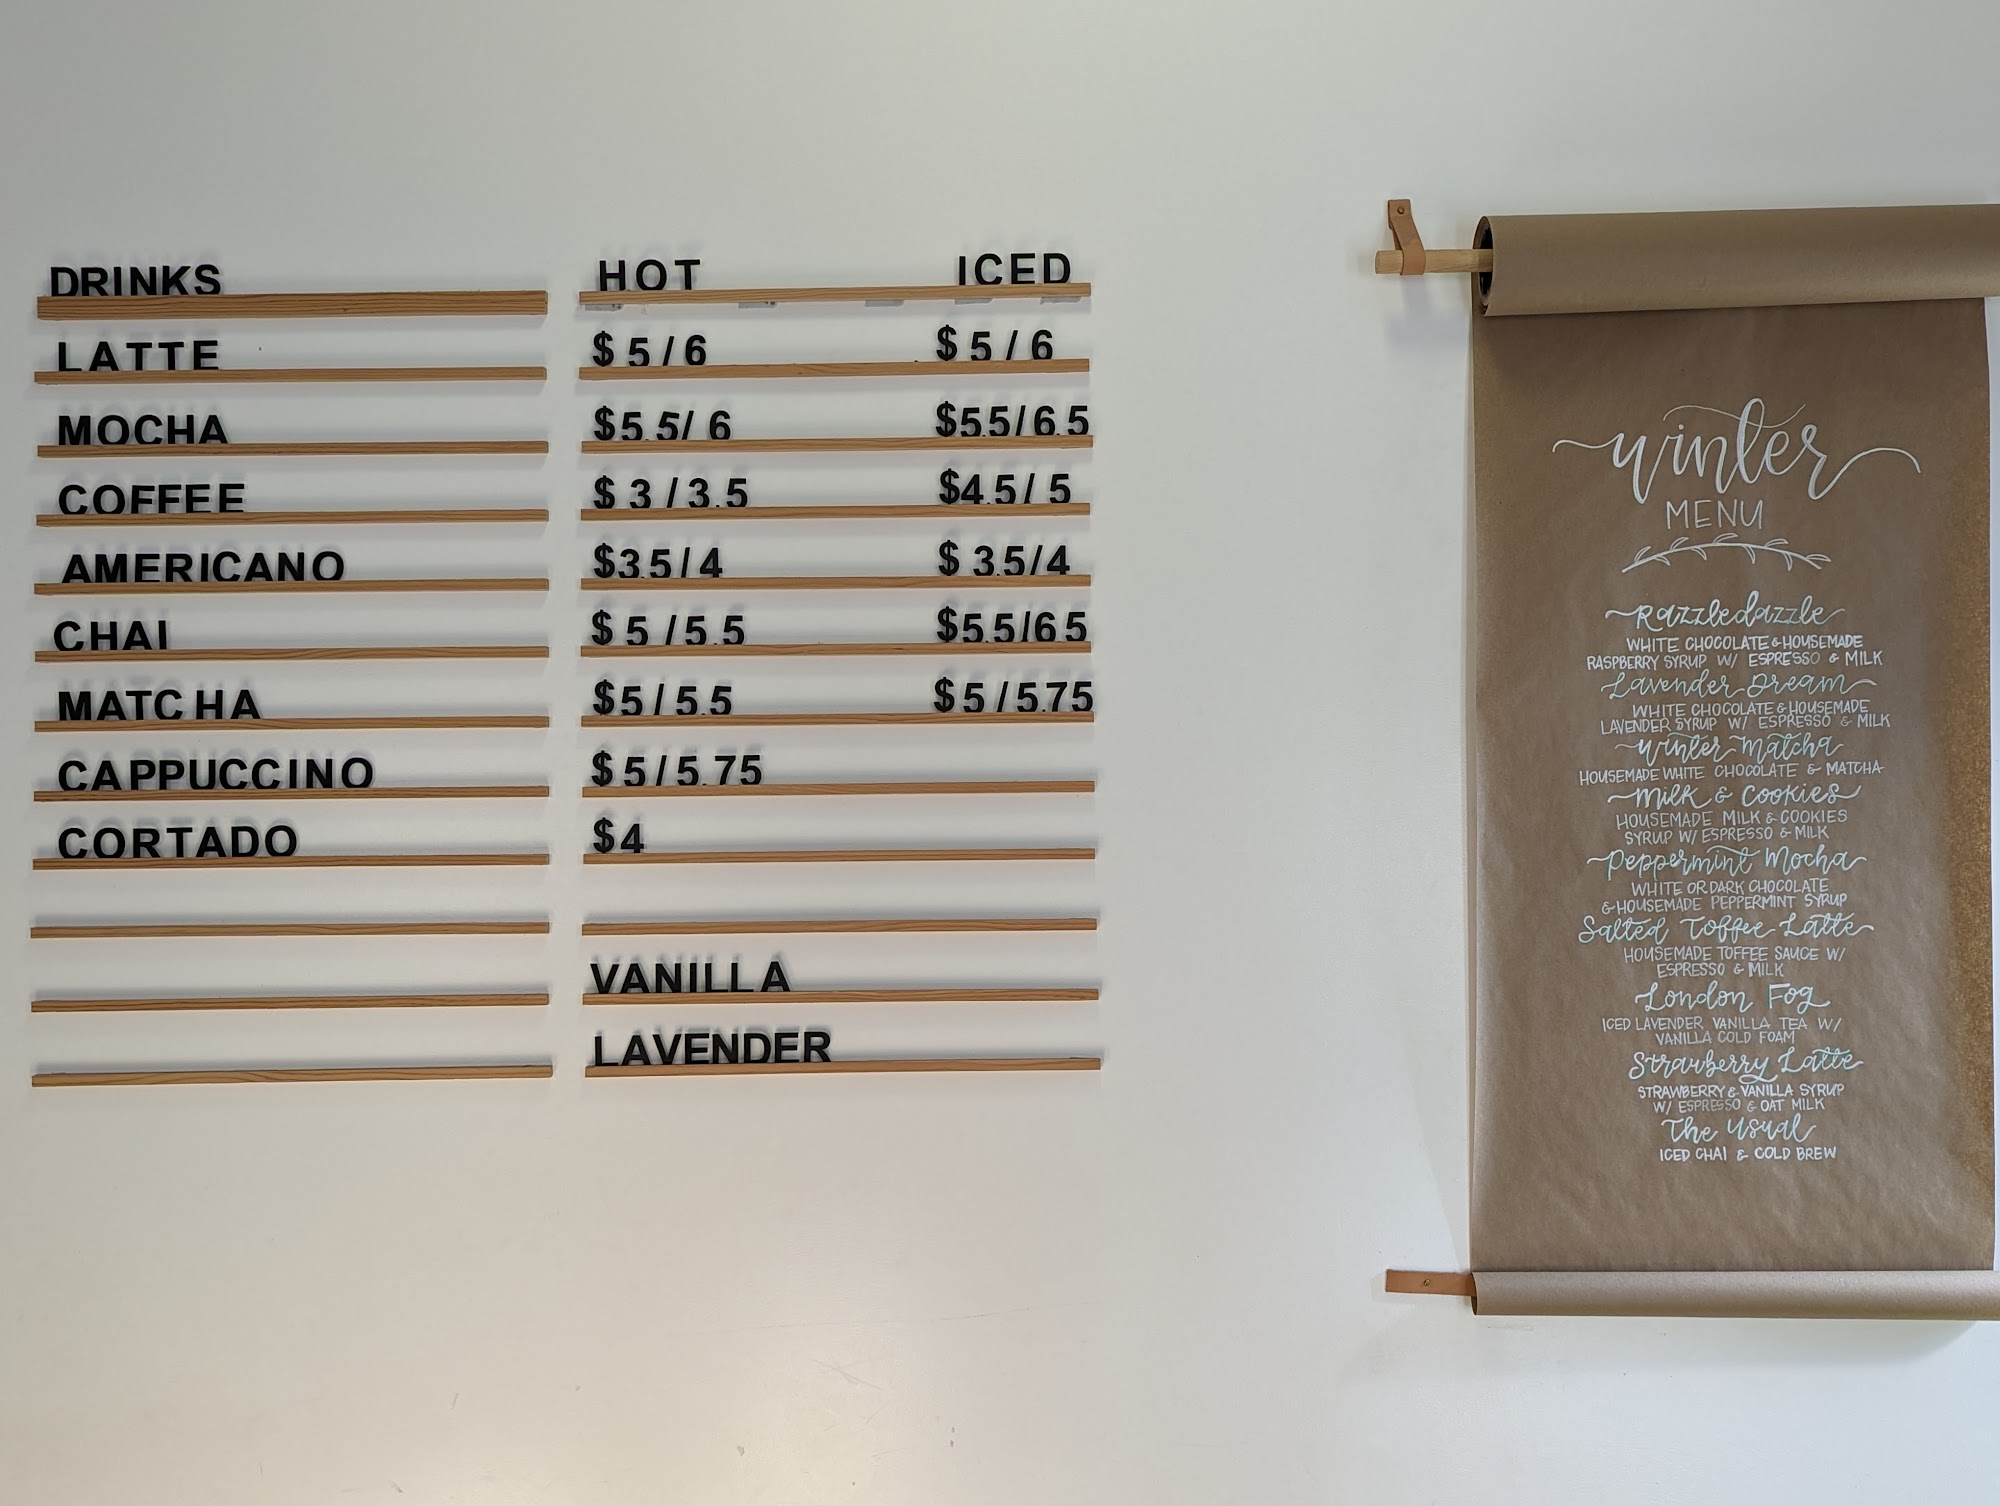 DRINKS HOT ICED
LATTE $5/6 $5/6
MOCHA $5.5/6 $5.5/6.5
COFFEE $3/3.5 $4.5/5
AMERICANO $3.5/4 $3.5/4
CHAI $5/5.5 $5.5/6.5
MATCHA $5/5.5 $5/5.75
CAPPUCCINO $5/5.75
CORTADO $4
VANILLA
LAVENDER
winter
MENU
Razzledazzle
WHITE CHOCOLATE & HOUSEMADE
RASPBERRY SYRUP W/ ESPRESSO & MILK
Lavender Dream
WHITE CHOCOLATE & HOUSEMADE
LAVENDER SYRUP W/ ESPRESSO & MILK
Winter Matcha
HOUSEMADE WHITE CHOCOLATE & MATCHA
Milk & Cookies
HOUSEMADE MILK & COOKIES
SYRUP W/ ESPRESSO & MILK
Peppermint Mocha
WHITE OR DARK CHOCOLATE
& HOUSEMADE PEPPERMINT SYRUP
Salted Toffee Latte
HOUSEMADE TOFFEE SAUCE W/
ESPRESSO & MILK
London Fog
ICED LAVENDER VANILLA TEA W/
VANILLA COLD FOAM
Strawberry Latte
STRAWBERRY & VANILLA SYRUP
W/ ESPRESSO & OAT MILK
The Usual
ICED CHAI & COLD BREW